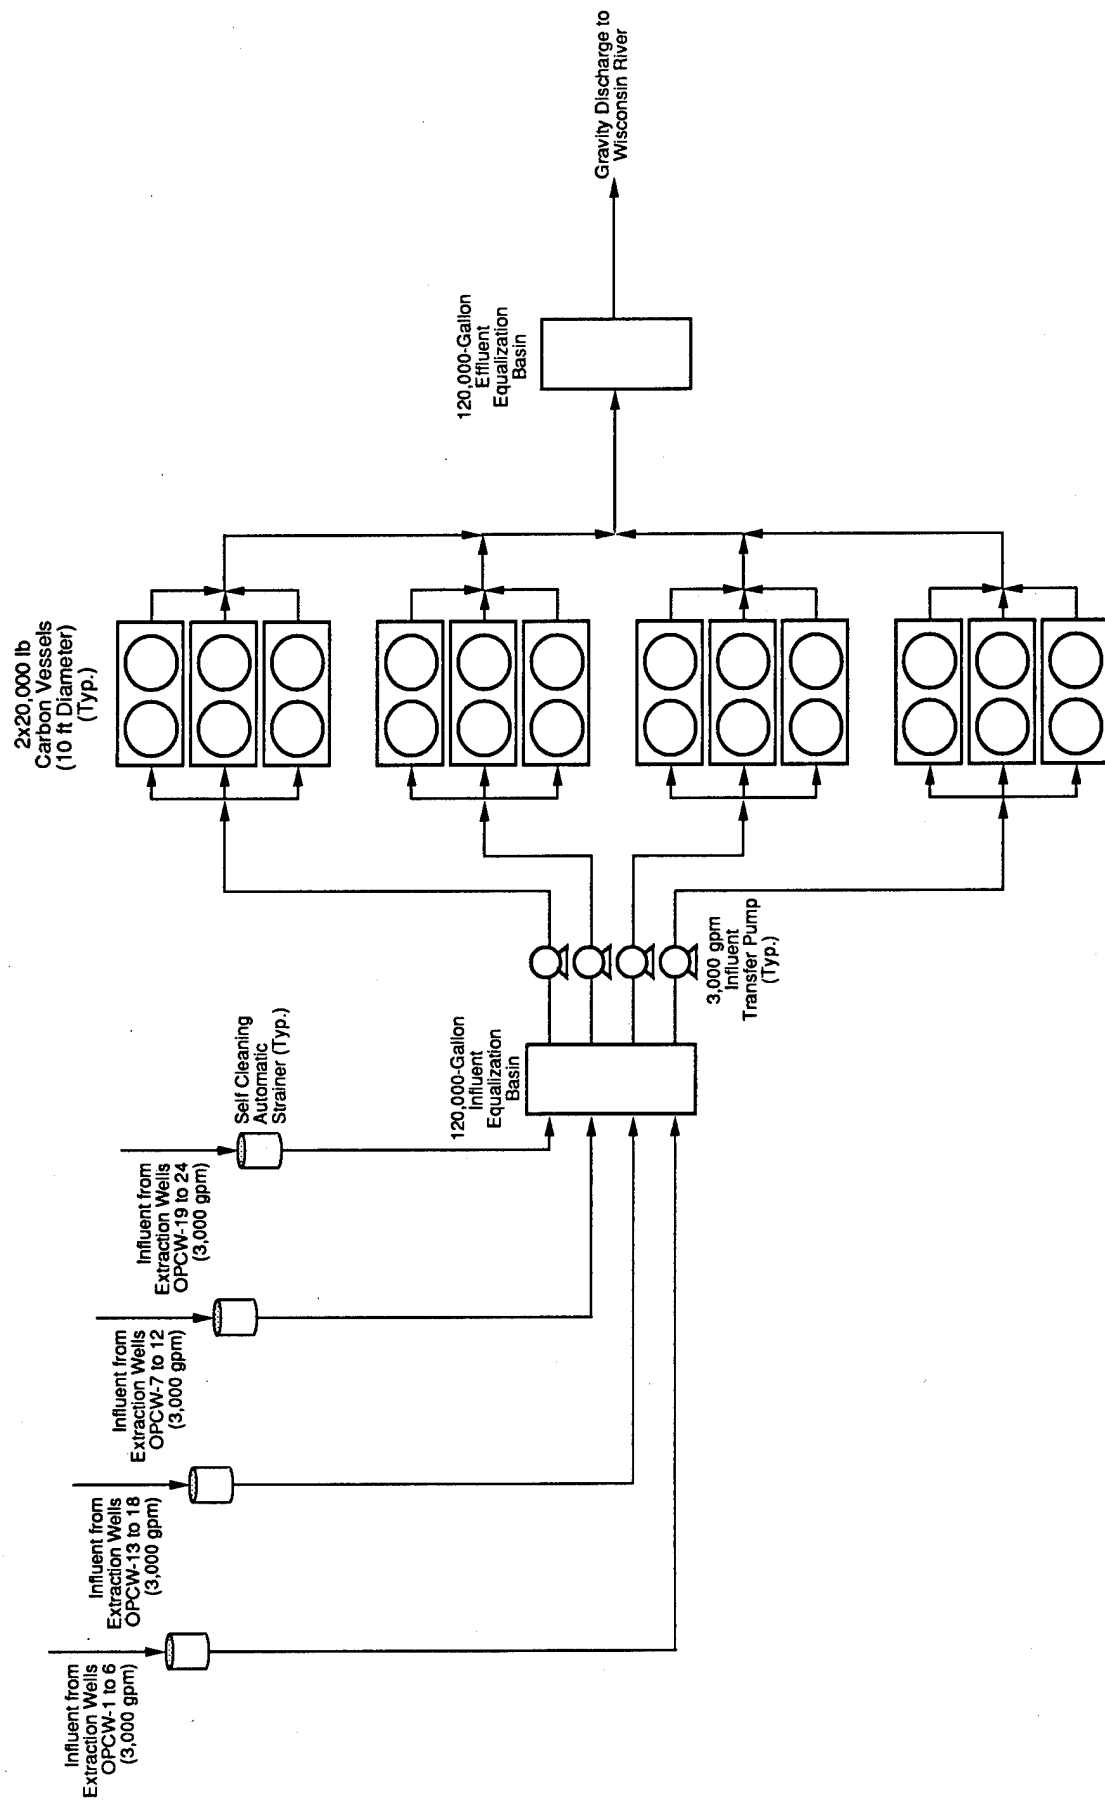 Influent from
Extraction Wells
OPCW-1 to 6
(3,000 gpm)
Influent from
Extraction Wells
OPCW-13 to 18
(3,000 gpm)
Influent from
Extraction Wells
OPCW-7 to 12
(3,000 gpm)
Influent from
Extraction Wells
OPCW-19 to 24
(3,000 gpm)
Self Cleaning
Automatic
Strainer (Typ.)
120,000-Gallon
Influent
Equalization
Basin
3,000 gpm
Influent
Transfer Pump
(Typ.)
2x20,000 lb
Carbon Vessels
(10 ft Diameter)
(Typ.)
120,000-Gallon
Effluent
Equalization
Basin
Gravity Discharge to
Wisconsin River